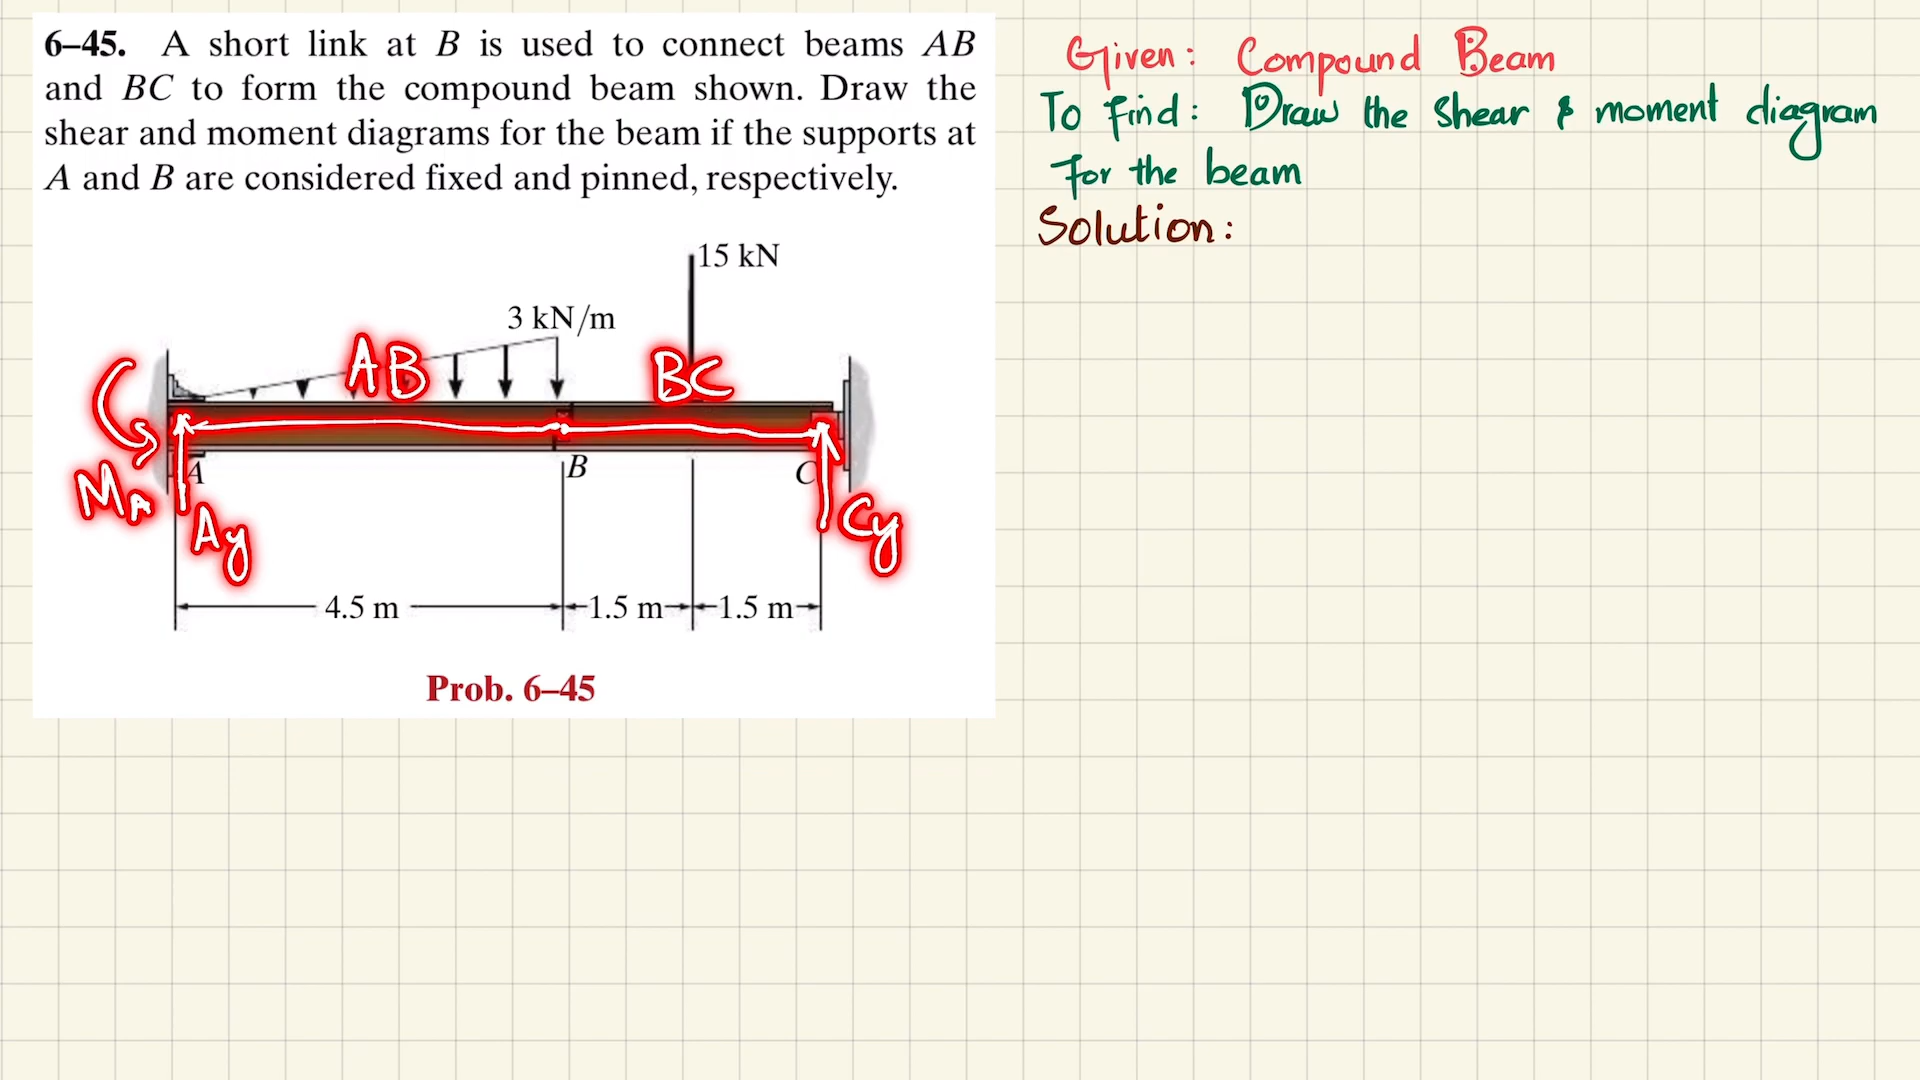 6–45. A short link at B is used to connect beams AB
and BC to form the compound beam shown. Draw the
shear and moment diagrams for the beam if the supports at
A and B are considered fixed and pinned, respectively.
15 kN
3 kN/m
AB
BC
A
B
C
MA
Ay
Cy
4.5 m
1.5 m
1.5 m
Prob. 6–45
Given: Compound Beam
To find: Draw the shear & moment diagram
for the beam
Solution: